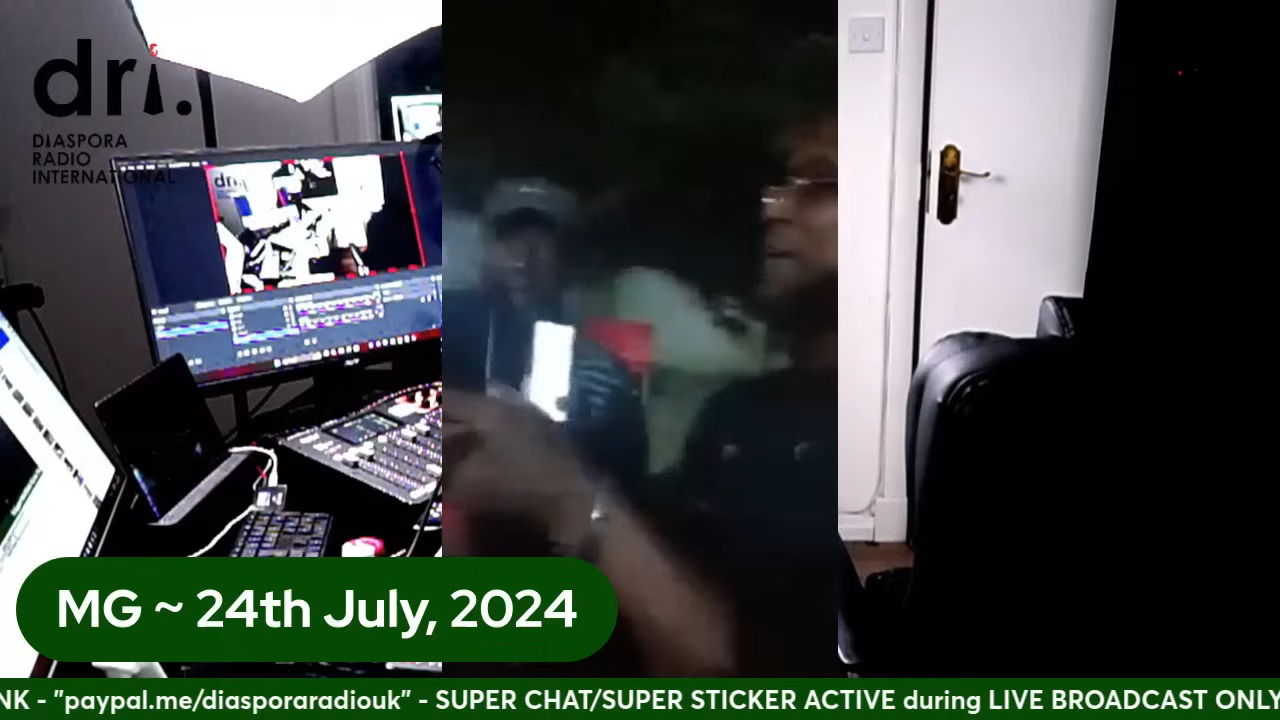 dri.
DIASPORA
RADIO
INTERNATIONAL
dri.
MG ~ 24th July, 2024
NK - "paypal.me/diasporaradiouk" - SUPER CHAT/SUPER STICKER ACTIVE during LIVE BROADCAST ONLY